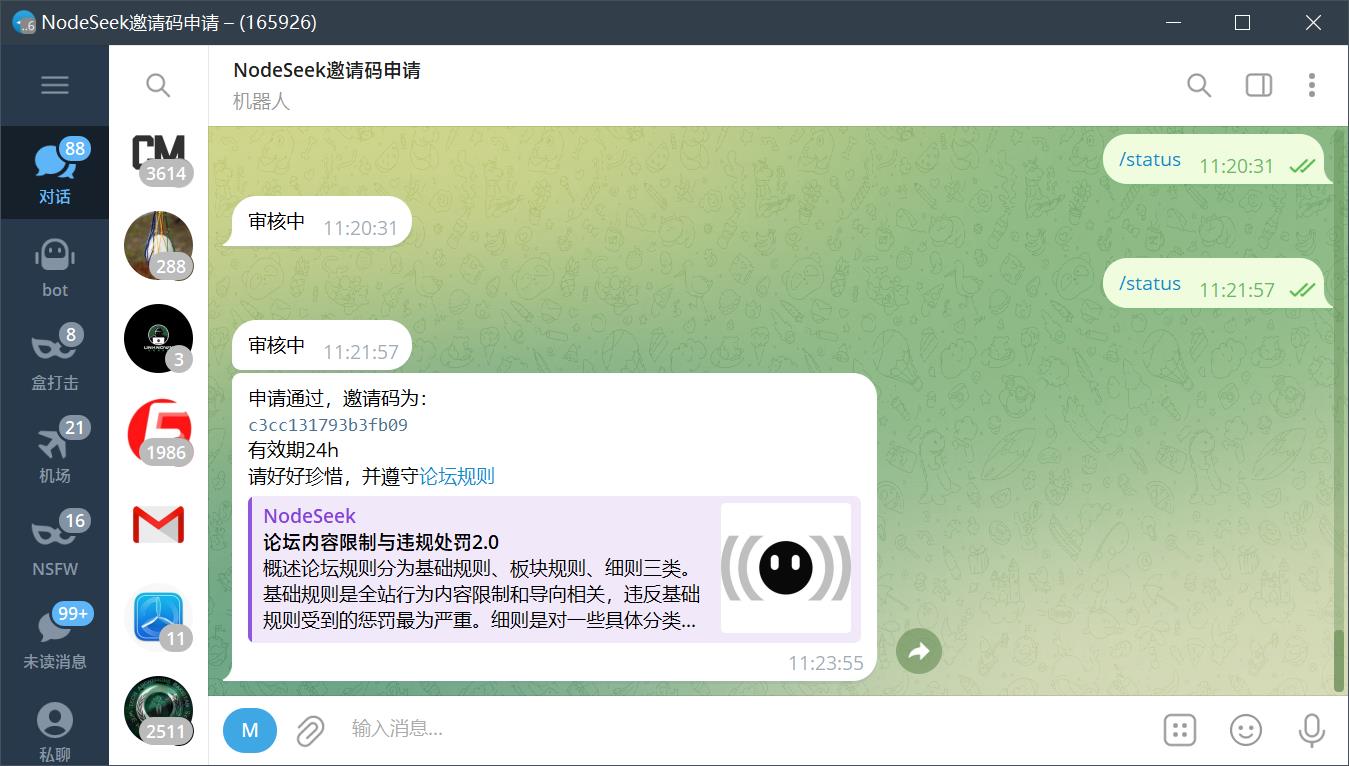 NodeSeek邀请码申请 – (165926)
..6
88
对话
bot
8
盒打击
21
机场
16
NSFW
99+
未读消息
私聊
CM
3614
288
UNKNOWN
3
5
1986
11
2511
NodeSeek邀请码申请
机器人
/status 11:20:31
审核中 11:20:31
/status 11:21:57
审核中 11:21:57
申请通过，邀请码为：
c3cc131793b3fb09
有效期24h
请好好珍惜，并遵守论坛规则
NodeSeek
论坛内容限制与违规处罚2.0
概述论坛规则分为基础规则、板块规则、细则三类。
基础规则是全站行为内容限制和导向相关，违反基础
规则受到的惩罚最为严重。细则是对一些具体分类...
11:23:55
M
输入消息...